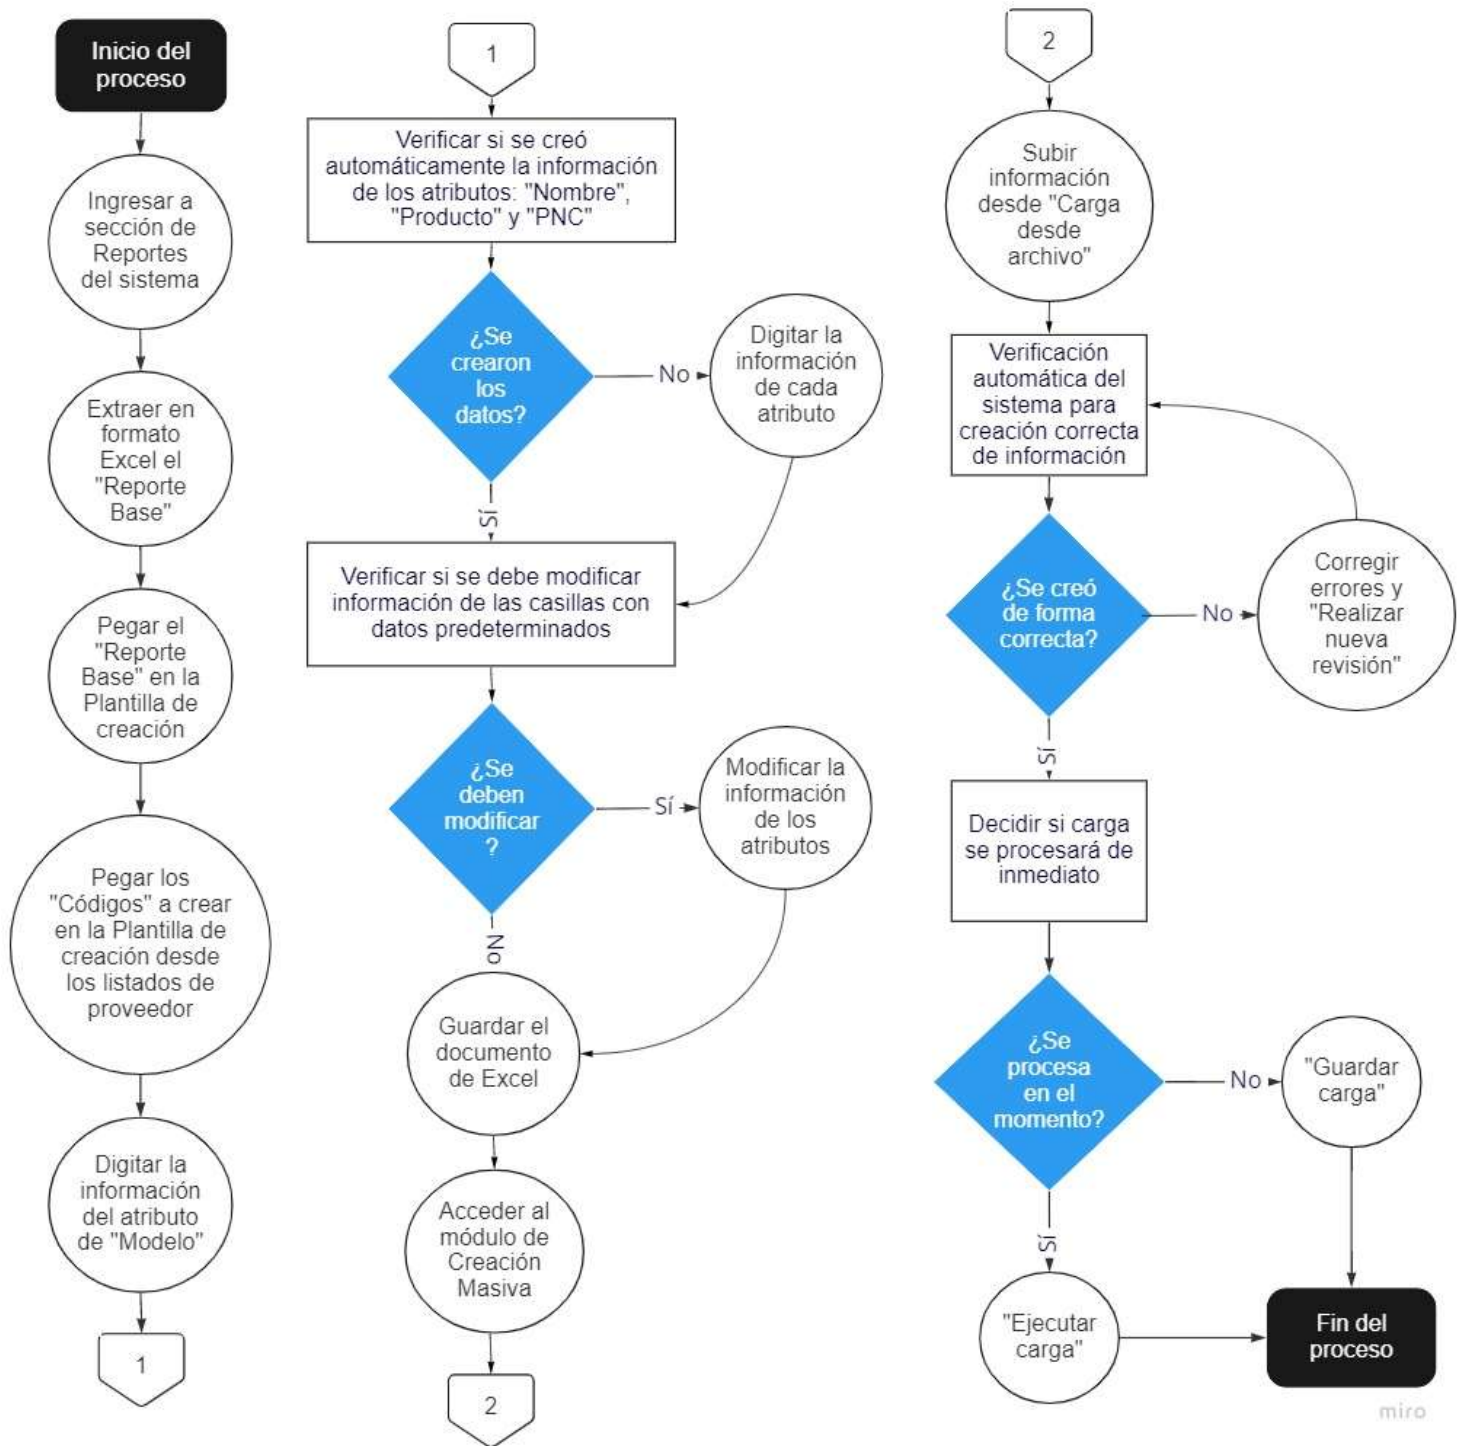 Inicio del
proceso
Ingresar a
sección de
Reportes
del sistema
Extraer en
formato
Excel el
"Reporte
Base"
Pegar el
"Reporte
Base" en la
Plantilla de
creación
Pegar los
"Códigos" a crear
en la Plantilla de
creación desde
los listados de
proveedor
Digitar la
información
del atributo
de "Modelo"
1
1
Verificar si se creó
automáticamente la información
de los atributos: "Nombre",
"Producto" y "PNC"
¿Se
crearon
los
datos?
No
Digitar la
información
de cada
atributo
Sí
Verificar si se debe modificar
información de las casillas con
datos predeterminados
¿Se
deben
modificar
?
Sí
Modificar la
información
de los
atributos
No
Guardar el
documento
de Excel
Acceder al
módulo de
Creación
Masiva
2
2
Subir
información
desde "Carga
desde
archivo"
Verificación
automática del
sistema para
creación correcta
de información
¿Se creó
de forma
correcta?
No
Corregir
errores y
"Realizar
nueva
revisión"
Sí
Decidir si carga
se procesará de
inmediato
¿Se
procesa
en el
momento?
No
"Guardar
carga"
Sí
"Ejecutar
carga"
Fin del
proceso
miro